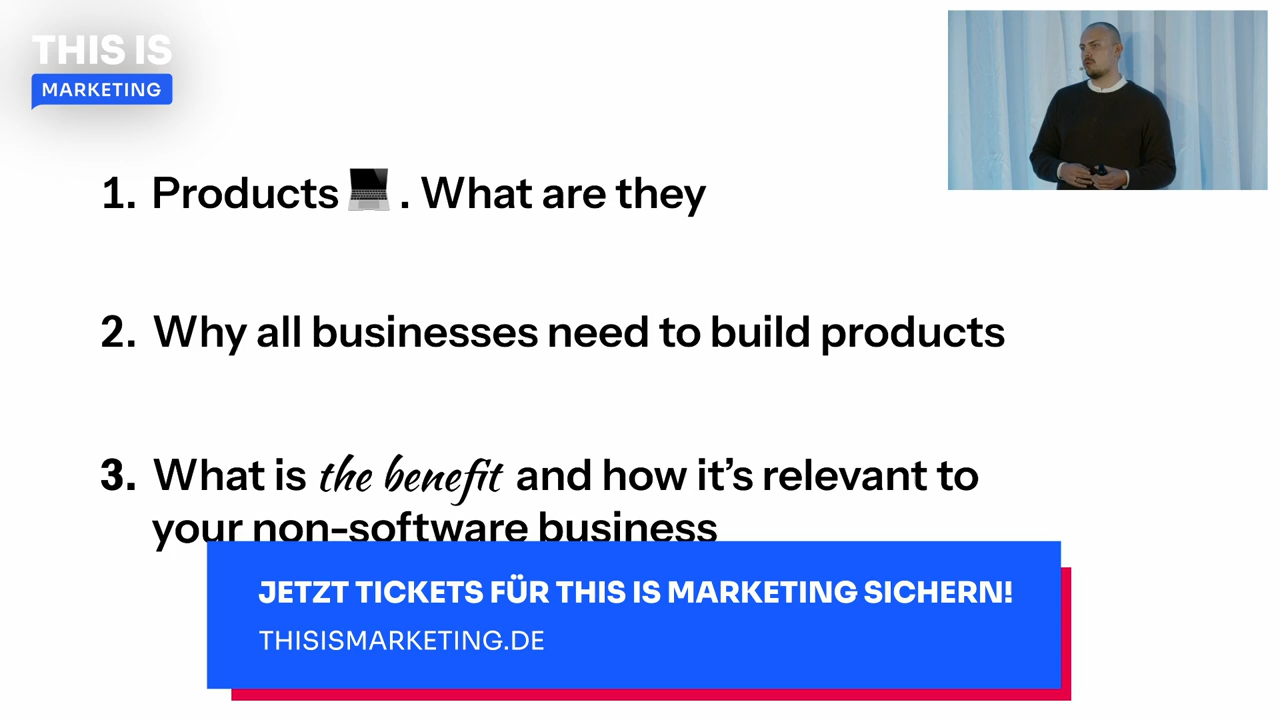 THIS IS
MARKETING
1. Products 💻. What are they
2. Why all businesses need to build products
3. What is the benefit and how it’s relevant to
your non-software business
JETZT TICKETS FÜR THIS IS MARKETING SICHERN!
THISISMARKETING.DE